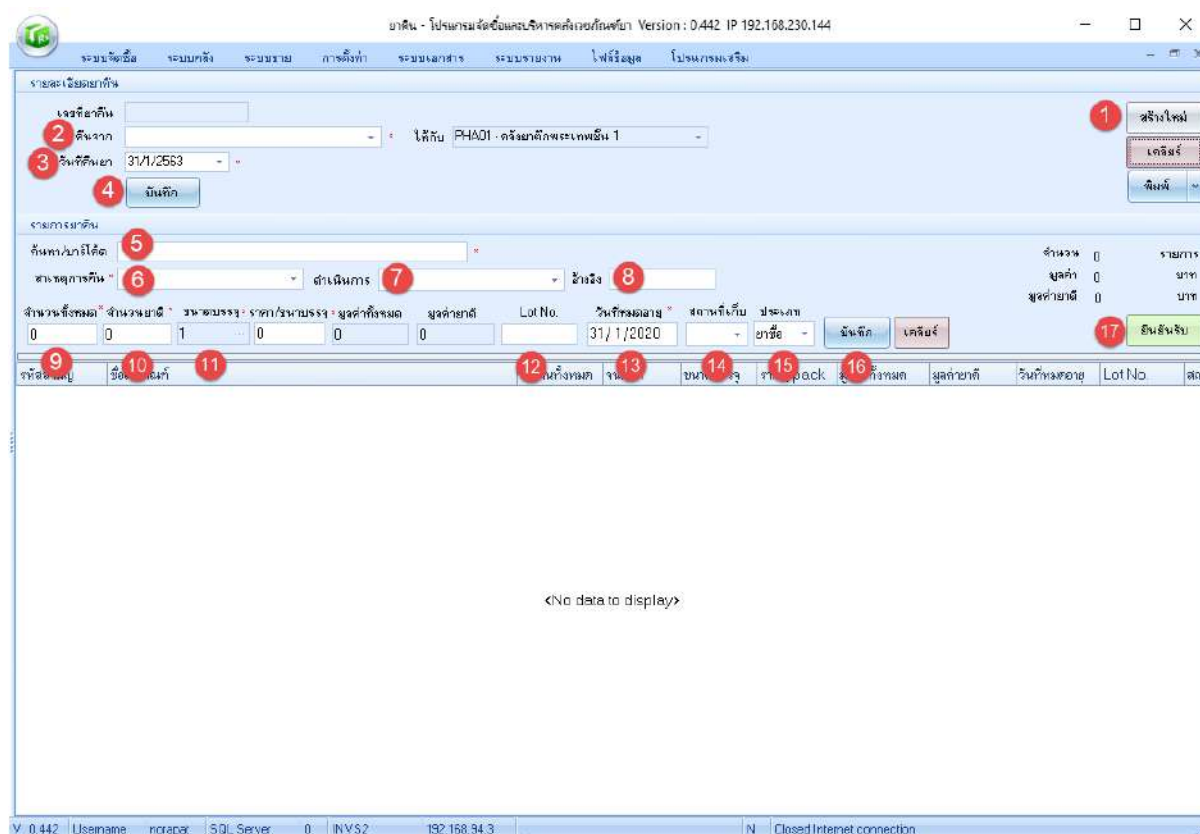 ยาคืน - โปรแกรมจัดซื้อและบริหารคลังเวชภัณฑ์ยา Version : 0.442 IP 192.168.230.144
ระบบจัดซื้อ ระบบคลัง ระบบขาย การตั้งค่า ระบบเอกสาร ระบบรายงาน ไฟล์ข้อมูล โปรแกรมเสริม
รายละเอียดยาคืน
เลขที่ยาคืน
1 สร้างใหม่
2 คืนจาก * ให้กับ PHA01 - คลังยาตึกพระเทพชั้น 1
เคลียร์
3 วันที่คืนยา 31/1/2563 *
4 บันทึก
พิมพ์
รายการยาคืน
ค้นหา/บาร์โค้ด 5 *
จำนวน 0 รายการ
สาเหตุการคืน * 6 ดำเนินการ 7 อ้างอิง 8
มูลค่า 0 บาท
มูลค่ายาดี 0 บาท
จำนวนทั้งหมด * จำนวนยาดี * ขนาดบรรจุ * ราคา/ขนาดบรรจุ * มูลค่าทั้งหมด มูลค่ายาดี Lot No. วันที่หมดอายุ * สถานที่เก็บ ประเภท
0 0 1 ... 0 0 0 31/ 1/2020 ยาซื้อ บันทึก เคลียร์ 17 ยืนยันรับ
9 10 11 12 13 14 15 16
pack มูลค่ายาดี วันที่หมดอายุ Lot No.
<No data to display>
V 0.442 Username SQL Server 0 INVS2 192.168.94.3 N Closed Internet connection